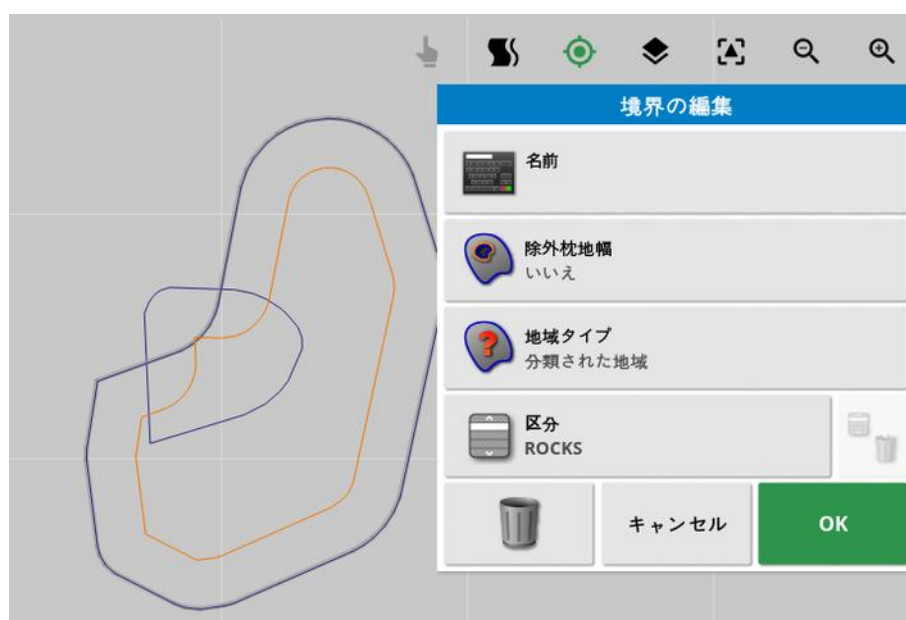 境界の編集
名前
除外枕地幅
いいえ
地域タイプ
?
分類された地域
区分
ROCKS
キャンセル
OK